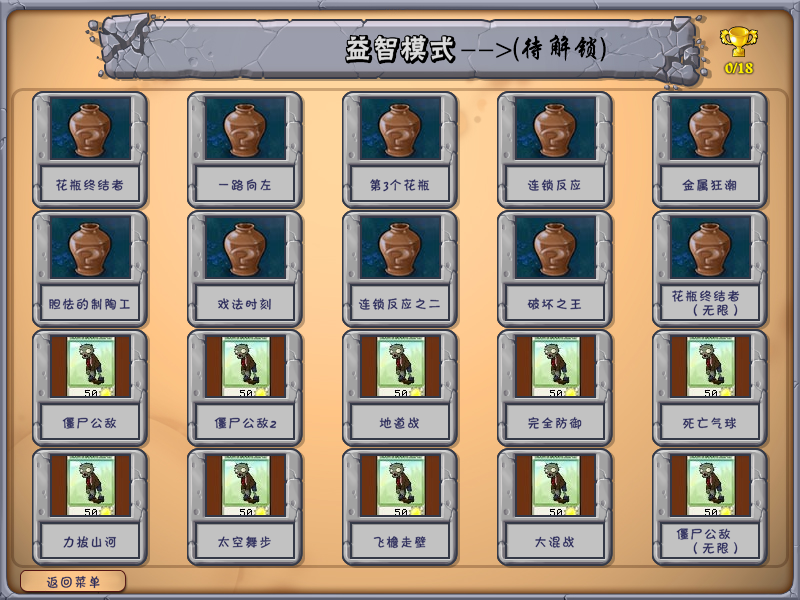 益智模式-->(待解锁)
0/18
花瓶终结者
一路向左
第3个花瓶
连锁反应
金属狂潮
胆怯的制陶工
戏法时刻
连锁反应之二
破坏之王
花瓶终结者
(无限)
50
50
50
50
50
僵尸公敌
僵尸公敌2
地道战
完全防御
死亡气球
50
50
50
50
50
力拔山河
太空舞步
飞檐走壁
大混战
僵尸公敌
(无限)
返回菜单